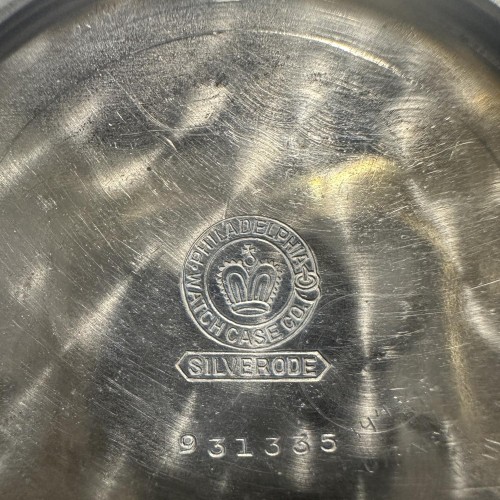 PHILADELPHIA
WATCH CASE CO.
SILVERODE
931335